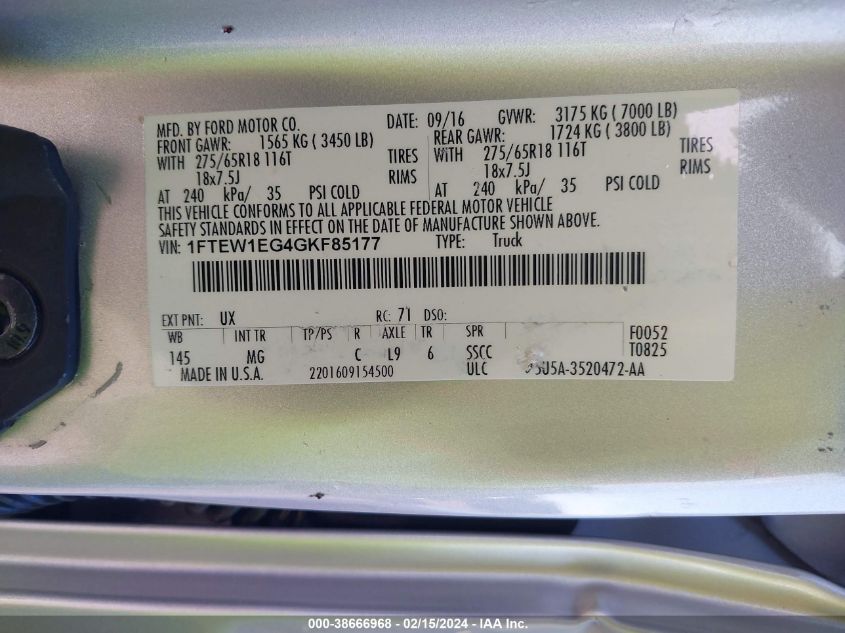 MFD. BY FORD MOTOR CO. DATE: 09/16 GVWR: 3175 KG ( 7000 LB)
FRONT GAWR: 1565 KG ( 3450 LB) REAR GAWR: 1724 KG ( 3800 LB)
WITH 275/65R18 116T TIRES WITH 275/65R18 116T TIRES
18x7.5J RIMS 18x7.5J RIMS
AT 240 kPa/ 35 PSI COLD AT 240 kPa/ 35 PSI COLD
THIS VEHICLE CONFORMS TO ALL APPLICABLE FEDERAL MOTOR VEHICLE
SAFETY STANDARDS IN EFFECT ON THE DATE OF MANUFACTURE SHOWN ABOVE.
VIN: 1FTEW1EG4GKF85177 TYPE: Truck
EXT PNT: UX RC: 71 DSO:
WB INT TR TP/PS R AXLE TR SPR F0052
145 MG C L9 6 SSCC T0825
MADE IN U.S.A. 2201609154500 ULC 5U5A-3520472-AA
000-38666968 - 02/15/2024 - IAA Inc.